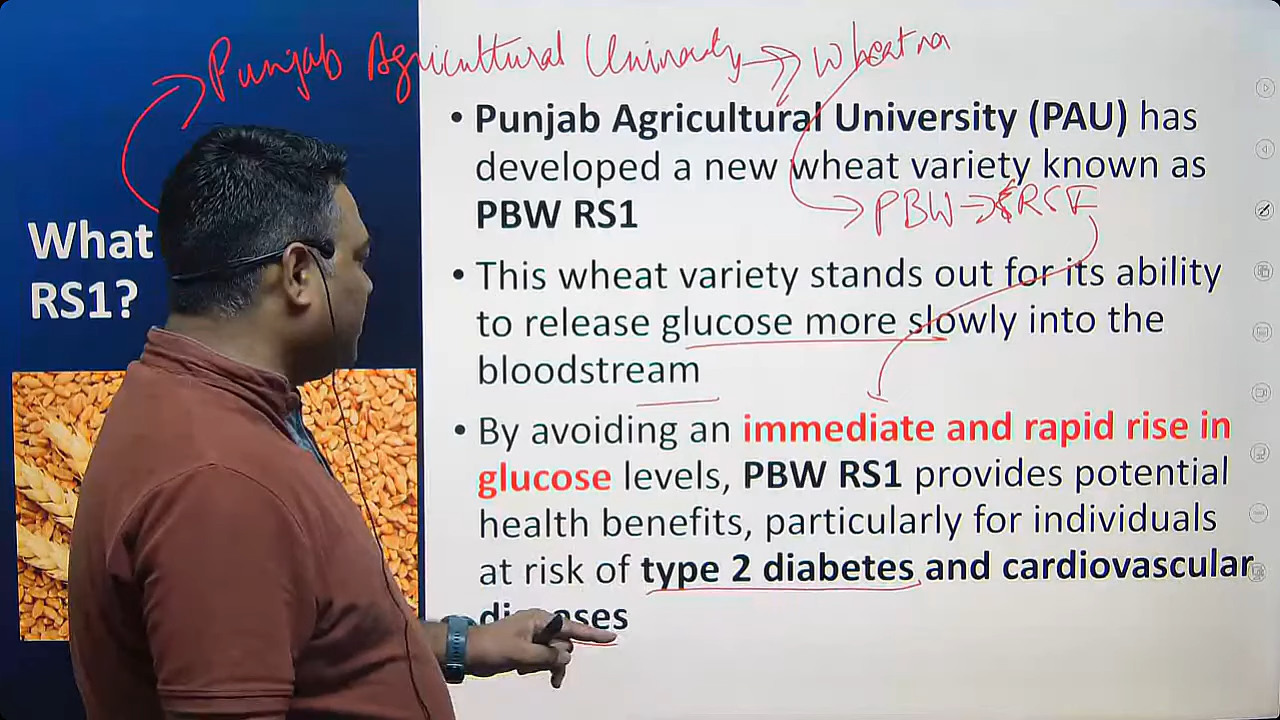 Punjab Agricultural → wheat
• Punjab Agricultural University (PAU) has
developed a new wheat variety known as
PBW RS1
→ PBW →
What
RS1?
• This wheat variety stands out for its ability
to release glucose more slowly into the
bloodstream
• By avoiding an immediate and rapid rise in
glucose levels, PBW RS1 provides potential
health benefits, particularly for individuals
at risk of type 2 diabetes and cardiovascular